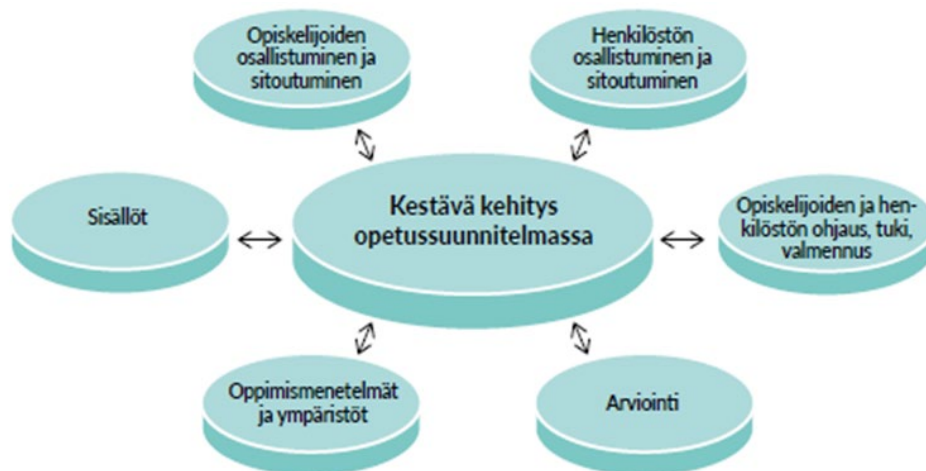 Opiskelijoiden
osallistuminen ja
sitoutuminen
Henkilöstön
osallistuminen ja
sitoutuminen
Sisällöt
Kestävä kehitys
opetussuunnitelmassa
Opiskelijoiden ja hen-
kilöstön ohjaus, tuki,
valmennus
Oppimismenetelmät
ja ympäristöt
Arviointi